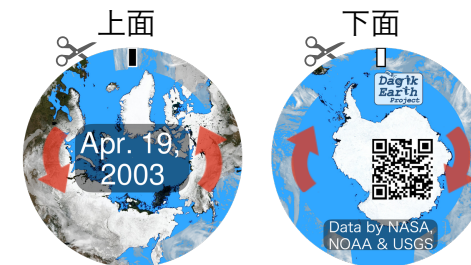 上面
下面
Dagik
Earth
Project
Apr. 19,
2003
Data by NASA,
NOAA & USGS